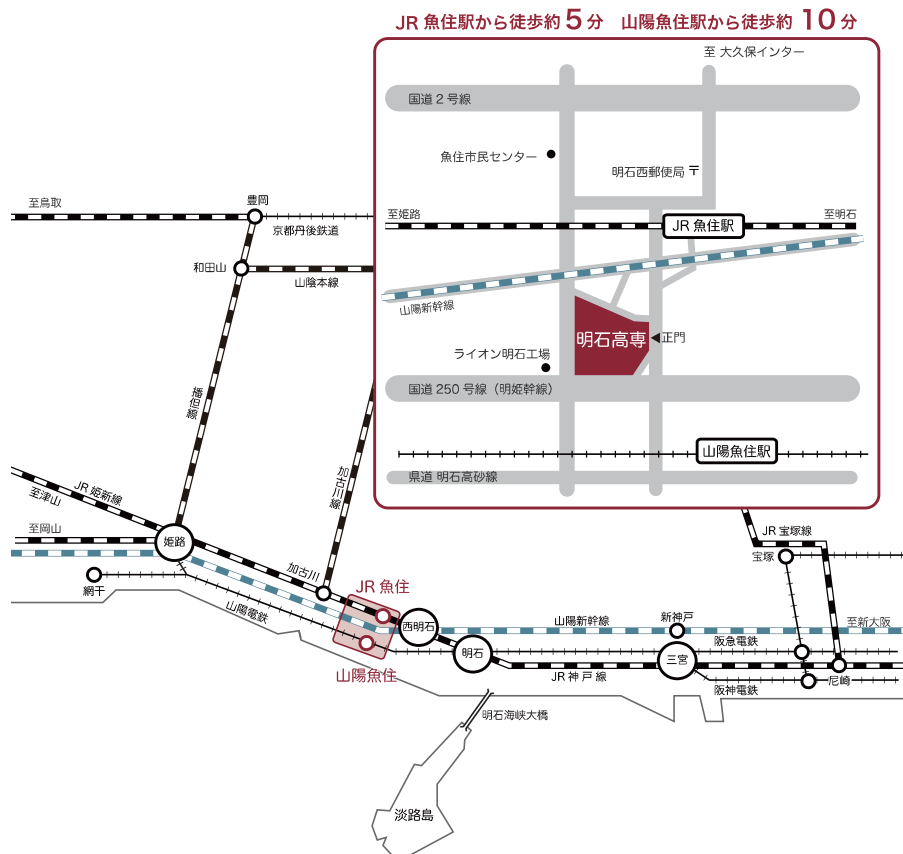 JR 魚住駅から徒歩約 5 分　山陽魚住駅から徒歩約 10 分
至 大久保インター
国道 2 号線
魚住市民センター
明石西郵便局 〒
至姫路
JR 魚住駅
至明石
山陽新幹線
明石高専
正門
ライオン明石工場
国道 250 号線（明姫幹線）
山陽魚住駅
県道 明石高砂線
至鳥取
豊岡
京都丹後鉄道
和田山
山陰本線
播但線
加古川線
JR 姫新線
至津山
至岡山
姫路
網干
山陽電鉄
加古川
JR 魚住
山陽魚住
西明石
明石
山陽新幹線
新神戸
至新大阪
阪急電鉄
三宮
JR 神戸線
阪神電鉄
尼崎
JR 宝塚線
宝塚
明石海峡大橋
淡路島